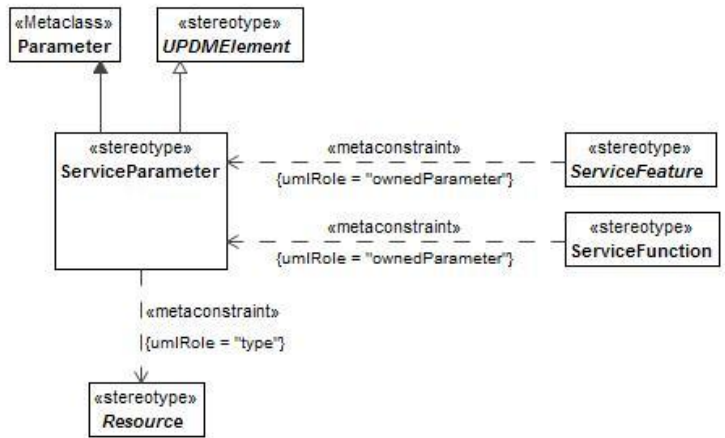 «Metaclass»
Parameter
«stereotype»
UPDMElement
«stereotype»
ServiceParameter
«metaconstraint»
{umlRole = "ownedParameter"}
«stereotype»
ServiceFeature
«metaconstraint»
{umlRole = "ownedParameter"}
«stereotype»
ServiceFunction
«metaconstraint»
{umlRole = "type"}
«stereotype»
Resource